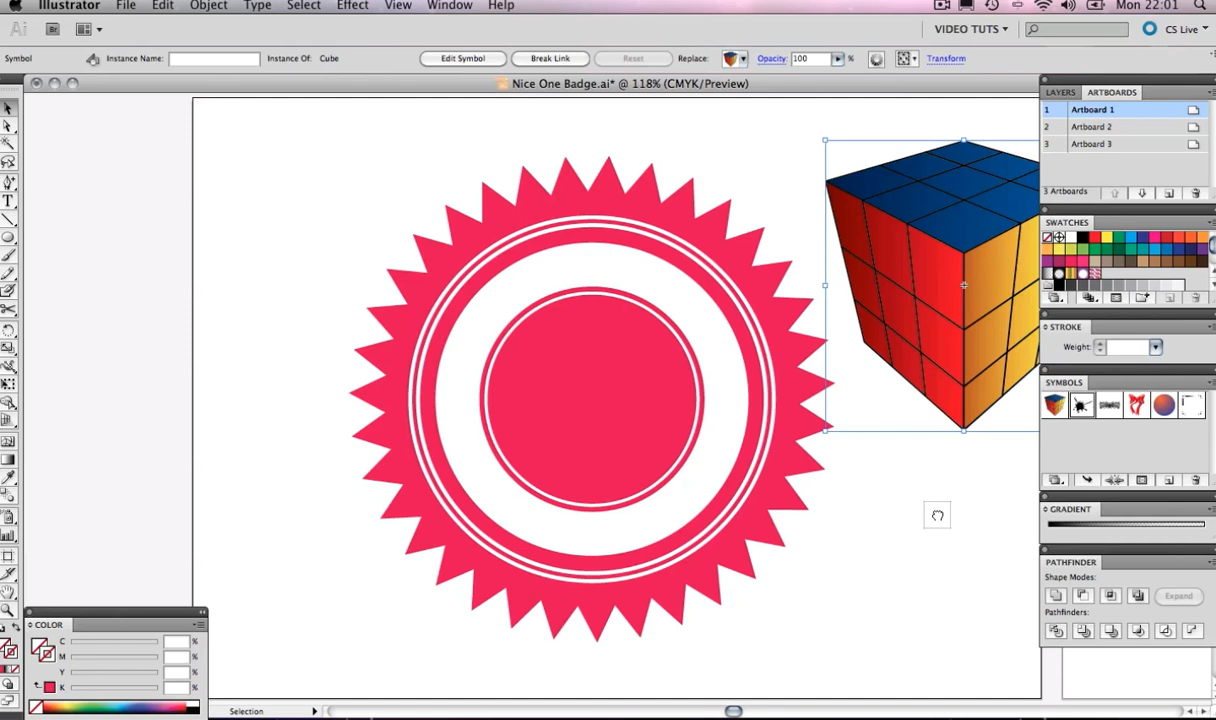 Illustrator File Edit Object Type Select Effect View Window Help Mon 22:01
Ai Br VIDEO TUTS CS Live
Symbol Instance Name: Instance Of: Cube Edit Symbol Break Link Reset Replace: Opacity: 100 % Transform
Nice One Badge.ai* @ 118% (CMYK/Preview)
LAYERS ARTBOARDS
1 Artboard 1
2 Artboard 2
3 Artboard 3
3 Artboards
SWATCHES
STROKE
Weight:
SYMBOLS
GRADIENT
PATHFINDER
Shape Modes:
Expand
Pathfinders:
COLOR
C %
M %
Y %
K %
Selection